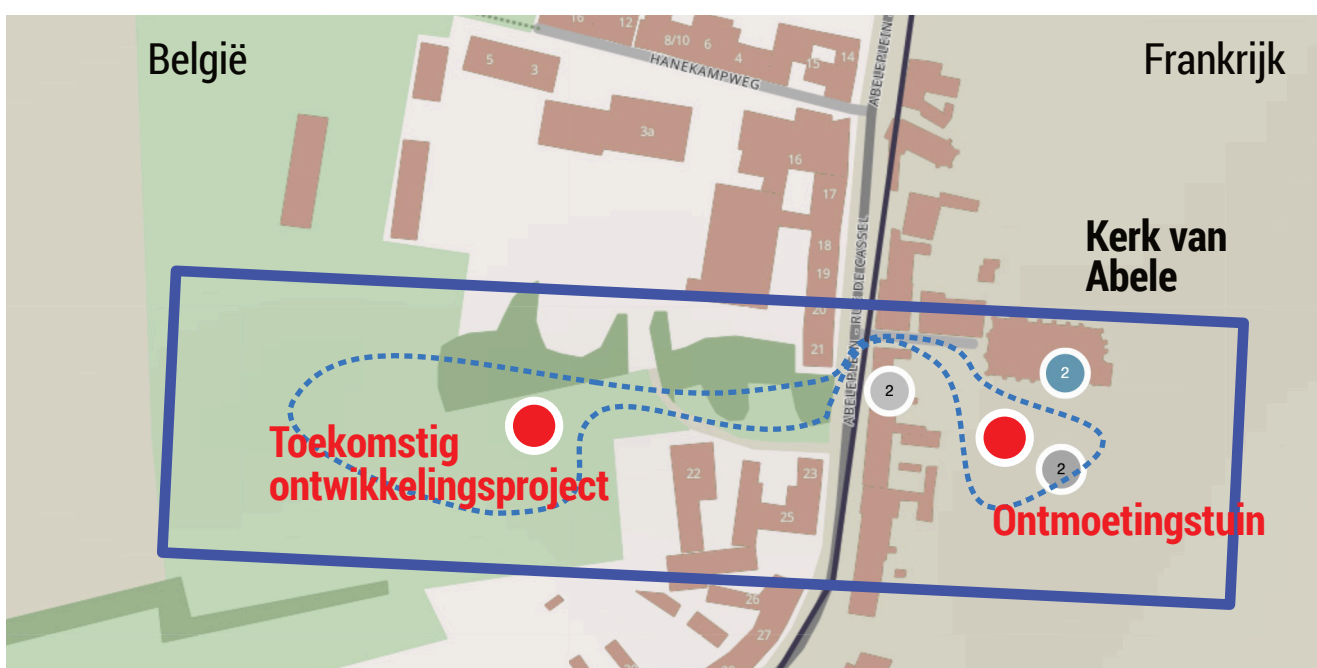 België
Frankrijk
16
12
8/10
6
4
15
14
5
3
HANEKAMPWEG
ABELEPLEIN
3a
16
17
18
19
20
21
ABELEPLEIN - RUE DE CASSEL
Kerk van
Abele
2
2
2
Toekomstig
ontwikkelingsproject
Ontmoetingstuin
22
23
25
26
27